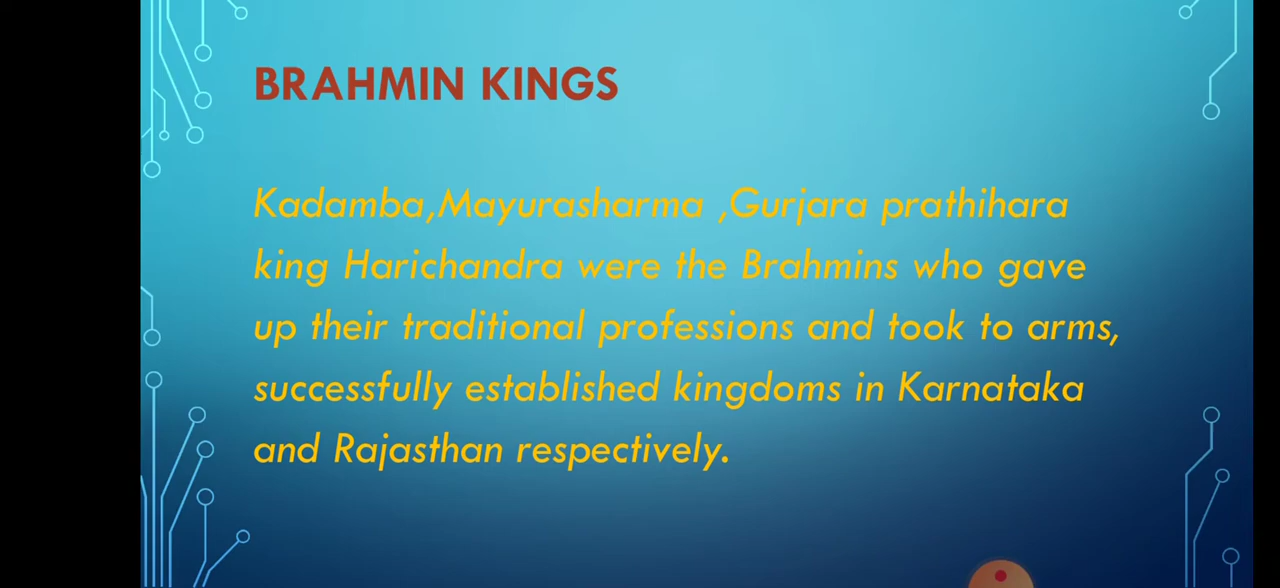 BRAHMIN KINGS
Kadamba,Mayurasharma ,Gurjara prathihara
king Harichandra were the Brahmins who gave
up their traditional professions and took to arms,
successfully established kingdoms in Karnataka
and Rajasthan respectively.